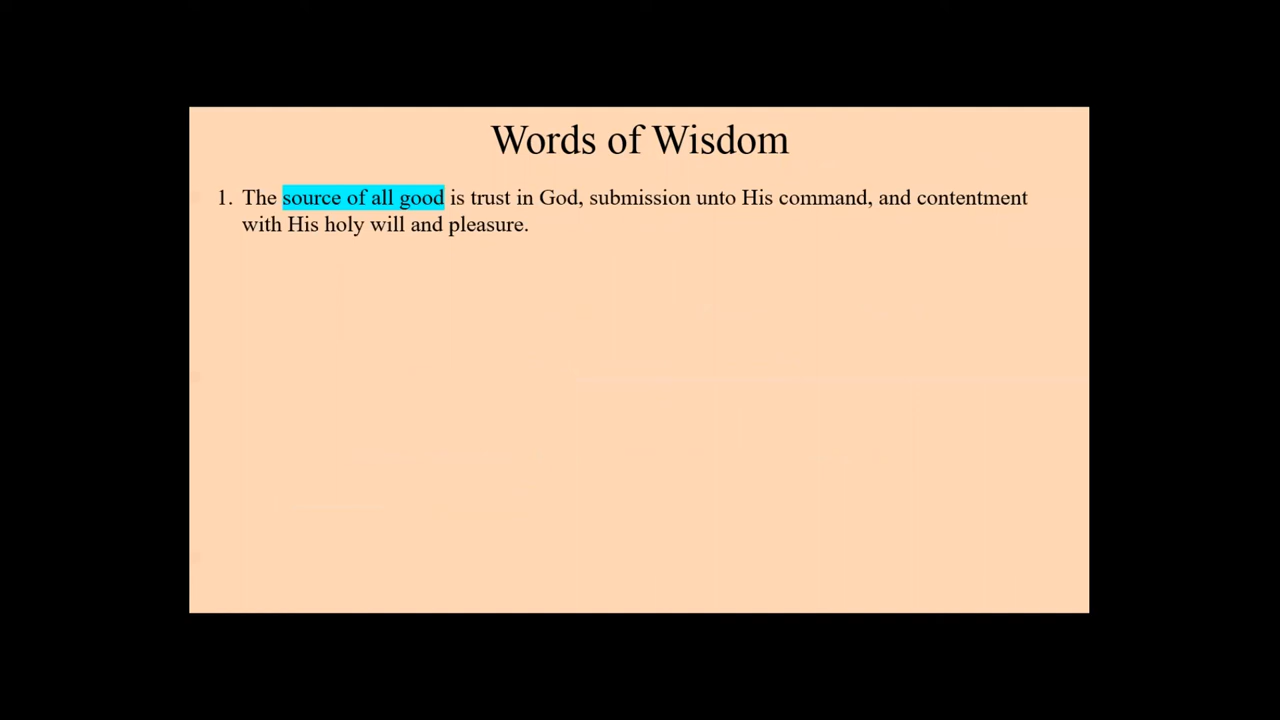 Words of Wisdom
1. The source of all good is trust in God, submission unto His command, and contentment
with His holy will and pleasure.